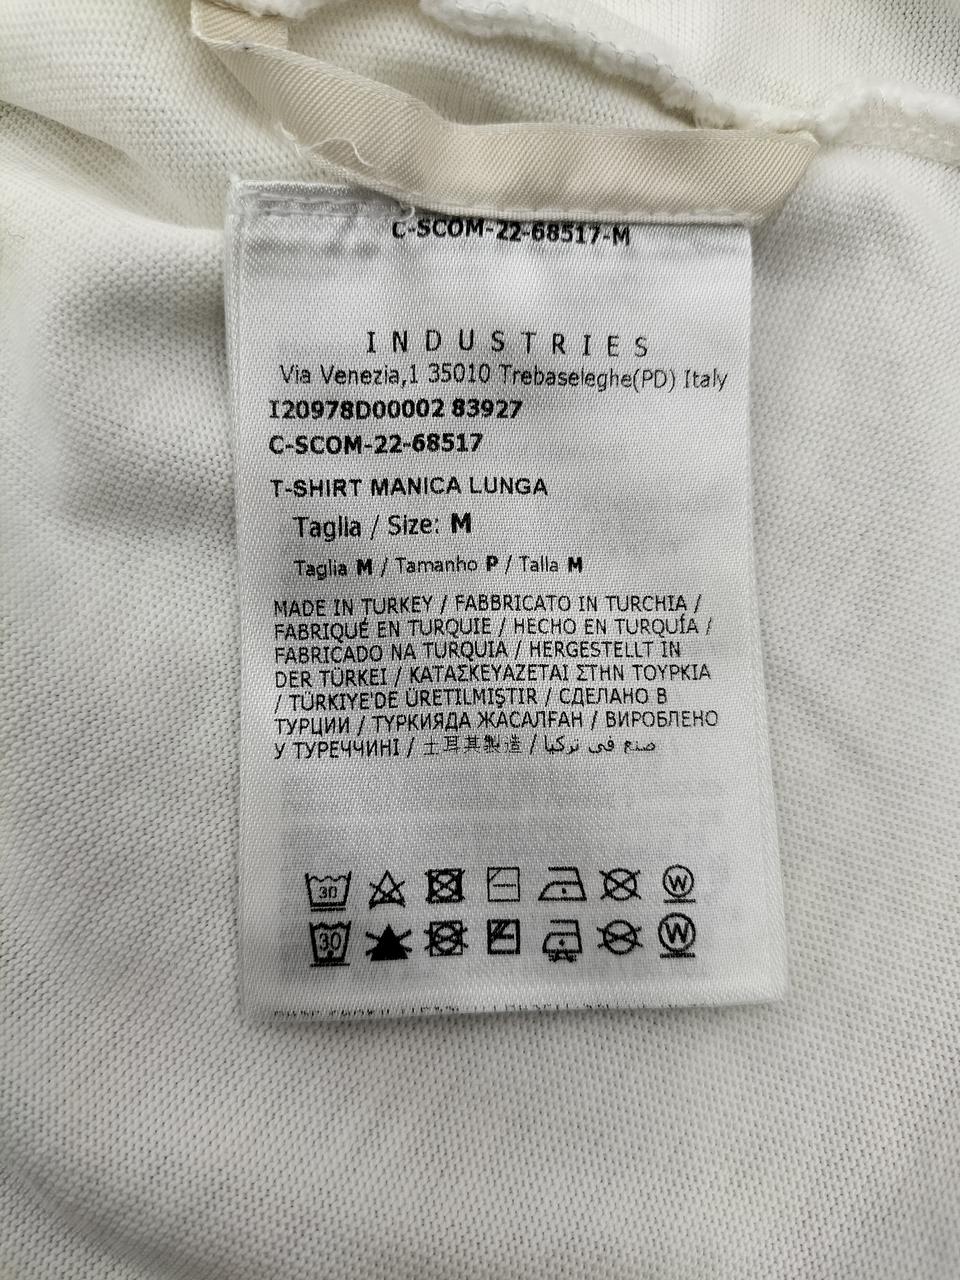 C-SCOM-22-68517-M
INDUSTRIES
Via Venezia,1 35010 Trebaseleghe(PD) Italy
I20978D00002 83927
C-SCOM-22-68517
T-SHIRT MANICA LUNGA
Taglia / Size: M
Taglia M / Tamanho P / Talla M
MADE IN TURKEY / FABBRICATO IN TURCHIA /
FABRIQUÉ EN TURQUIE / HECHO EN TURQUÍA /
FABRICADO NA TURQUIA / HERGESTELLT IN
DER TÜRKEI / ΚΑΤΑΣΚΕΥΑΖΕΤΑΙ ΣΤΗΝ ΤΟΥΡΚΙΑ
/ TÜRKIYE'DE ÜRETILMIŞTIR / СДЕЛАНО В
ТУРЦИИ / ТҮРКИЯДА ЖАСАЛҒАН / ВИРОБЛЕНО
У ТУРЕЧЧИНІ / 土耳其製造 / صنع في تركيا
30 W
30 W